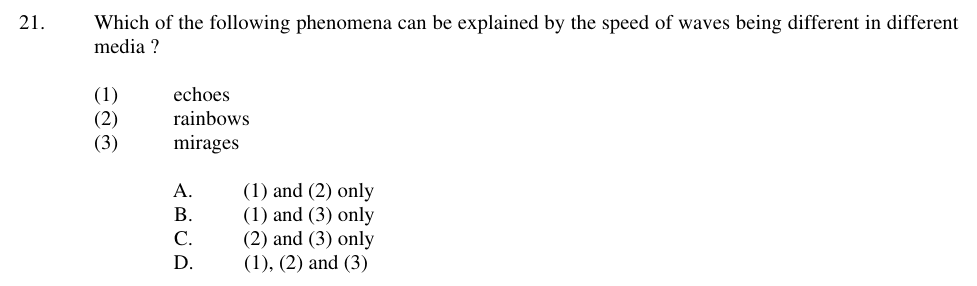 21. Which of the following phenomena can be explained by the speed of waves being different in different
media ?
(1) echoes
(2) rainbows
(3) mirages
A. (1) and (2) only
B. (1) and (3) only
C. (2) and (3) only
D. (1), (2) and (3)